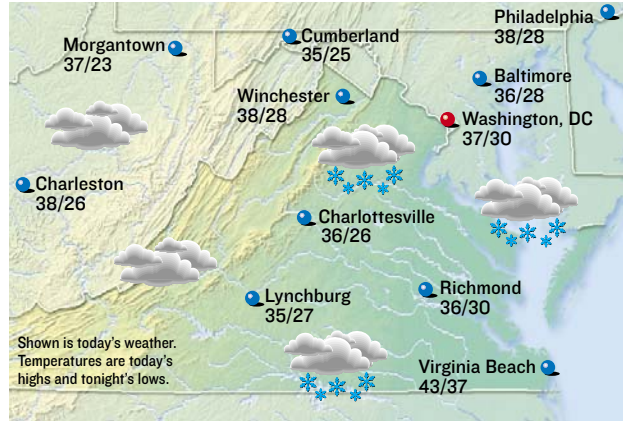 Philadelphia
38/28
Cumberland
35/25
Morgantown
37/23
Baltimore
36/28
Winchester
38/28
Washington, DC
37/30
Charleston
38/26
Charlottesville
36/26
Richmond
36/30
Lynchburg
35/27
Shown is today's weather.
Temperatures are today's
highs and tonight's lows.
Virginia Beach
43/37